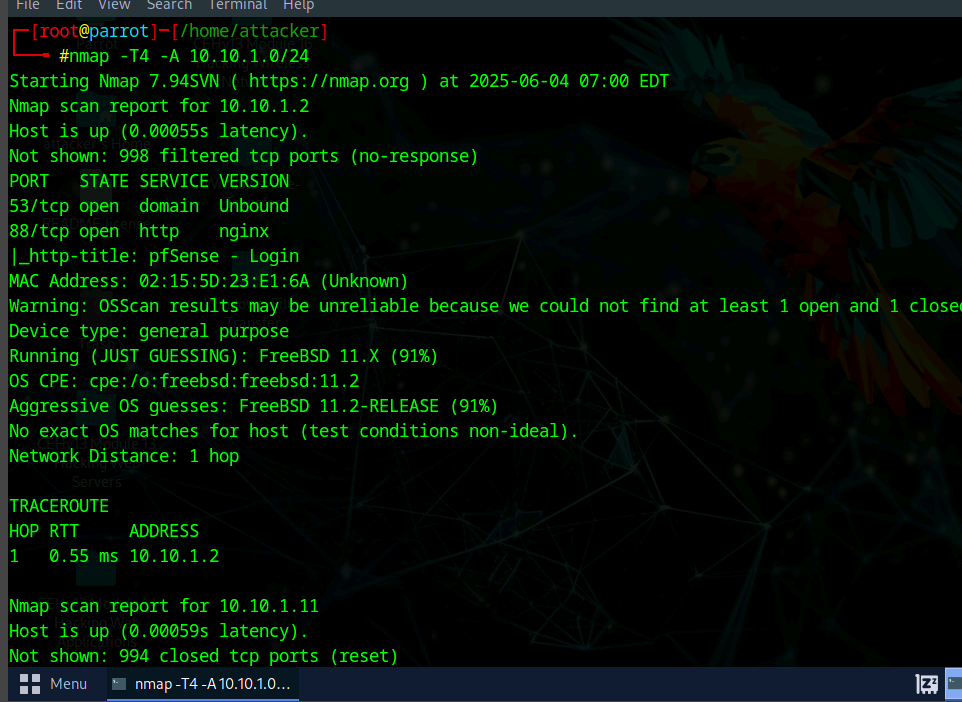 File Edit View Search Terminal Help
┌─[root@parrot]─[/home/attacker]
└──╼ #nmap -T4 -A 10.10.1.0/24
Starting Nmap 7.94SVN ( https://nmap.org ) at 2025-06-04 07:00 EDT
Nmap scan report for 10.10.1.2
Host is up (0.00055s latency).
Not shown: 998 filtered tcp ports (no-response)
PORT   STATE SERVICE VERSION
53/tcp open  domain  Unbound
88/tcp open  http    nginx
|_http-title: pfSense - Login
MAC Address: 02:15:5D:23:E1:6A (Unknown)
Warning: OSScan results may be unreliable because we could not find at least 1 open and 1 close
Device type: general purpose
Running (JUST GUESSING): FreeBSD 11.X (91%)
OS CPE: cpe:/o:freebsd:freebsd:11.2
Aggressive OS guesses: FreeBSD 11.2-RELEASE (91%)
No exact OS matches for host (test conditions non-ideal).
Network Distance: 1 hop
Servers
TRACEROUTE
HOP RTT     ADDRESS
1   0.55 ms 10.10.1.2
Nmap scan report for 10.10.1.11
Host is up (0.00059s latency).
Not shown: 994 closed tcp ports (reset)
Menu
nmap -T4 -A 10.10.1.0…